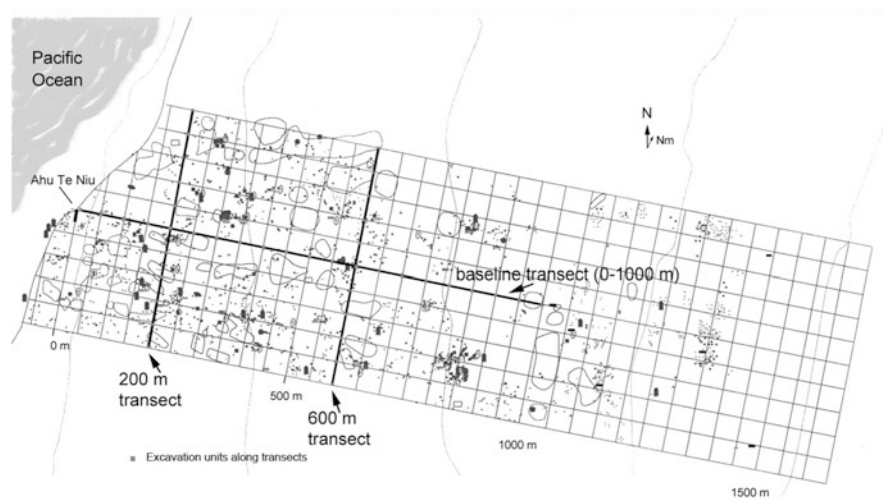 Pacific
Ocean
N
Nm
Ahu Te Niu
baseline transect (0-1000 m)
0 m
200 m
transect
500 m
600 m
transect
1000 m
1500 m
Excavation units along transects